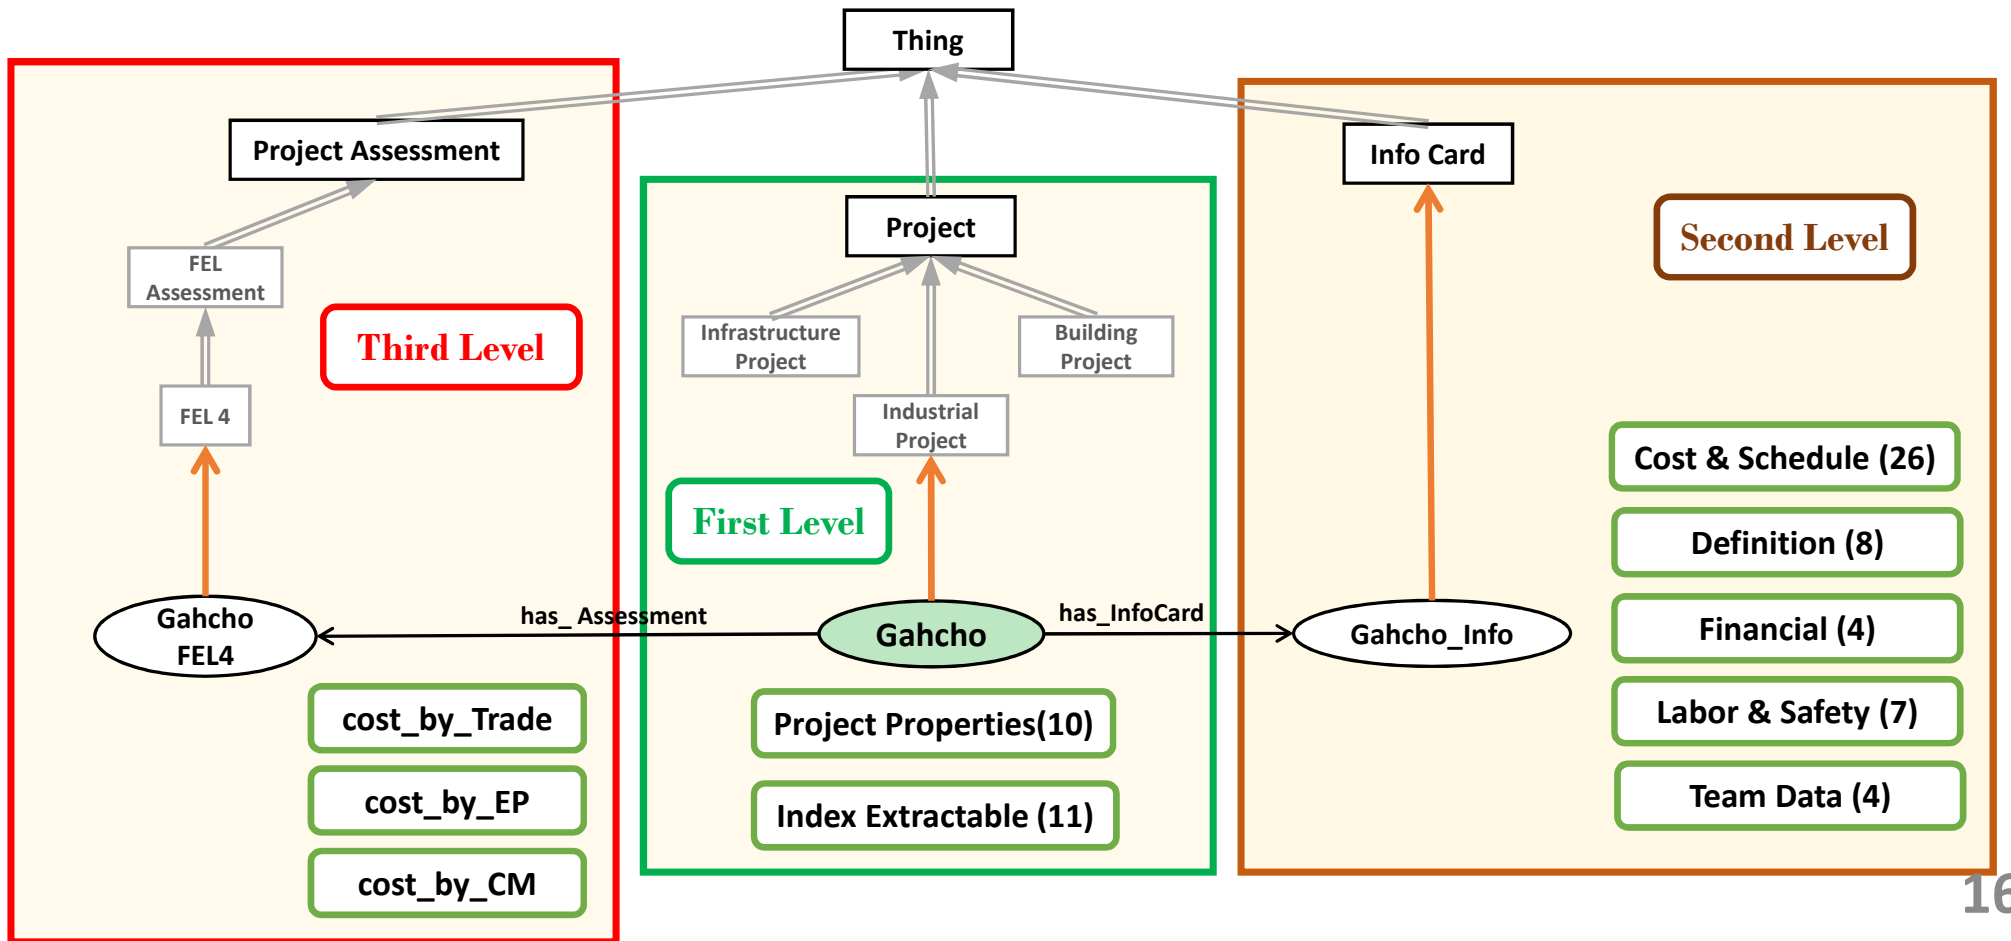 Thing
Project Assessment
FEL
Assessment
FEL 4
Third Level
Gahcho
FEL4
has_ Assessment
cost_by_Trade
cost_by_EP
cost_by_CM
Project
Infrastructure
Project
Building
Project
Industrial
Project
First Level
Gahcho
has_InfoCard
Project Properties(10)
Index Extractable (11)
Info Card
Second Level
Gahcho_Info
Cost & Schedule (26)
Definition (8)
Financial (4)
Labor & Safety (7)
Team Data (4)
16